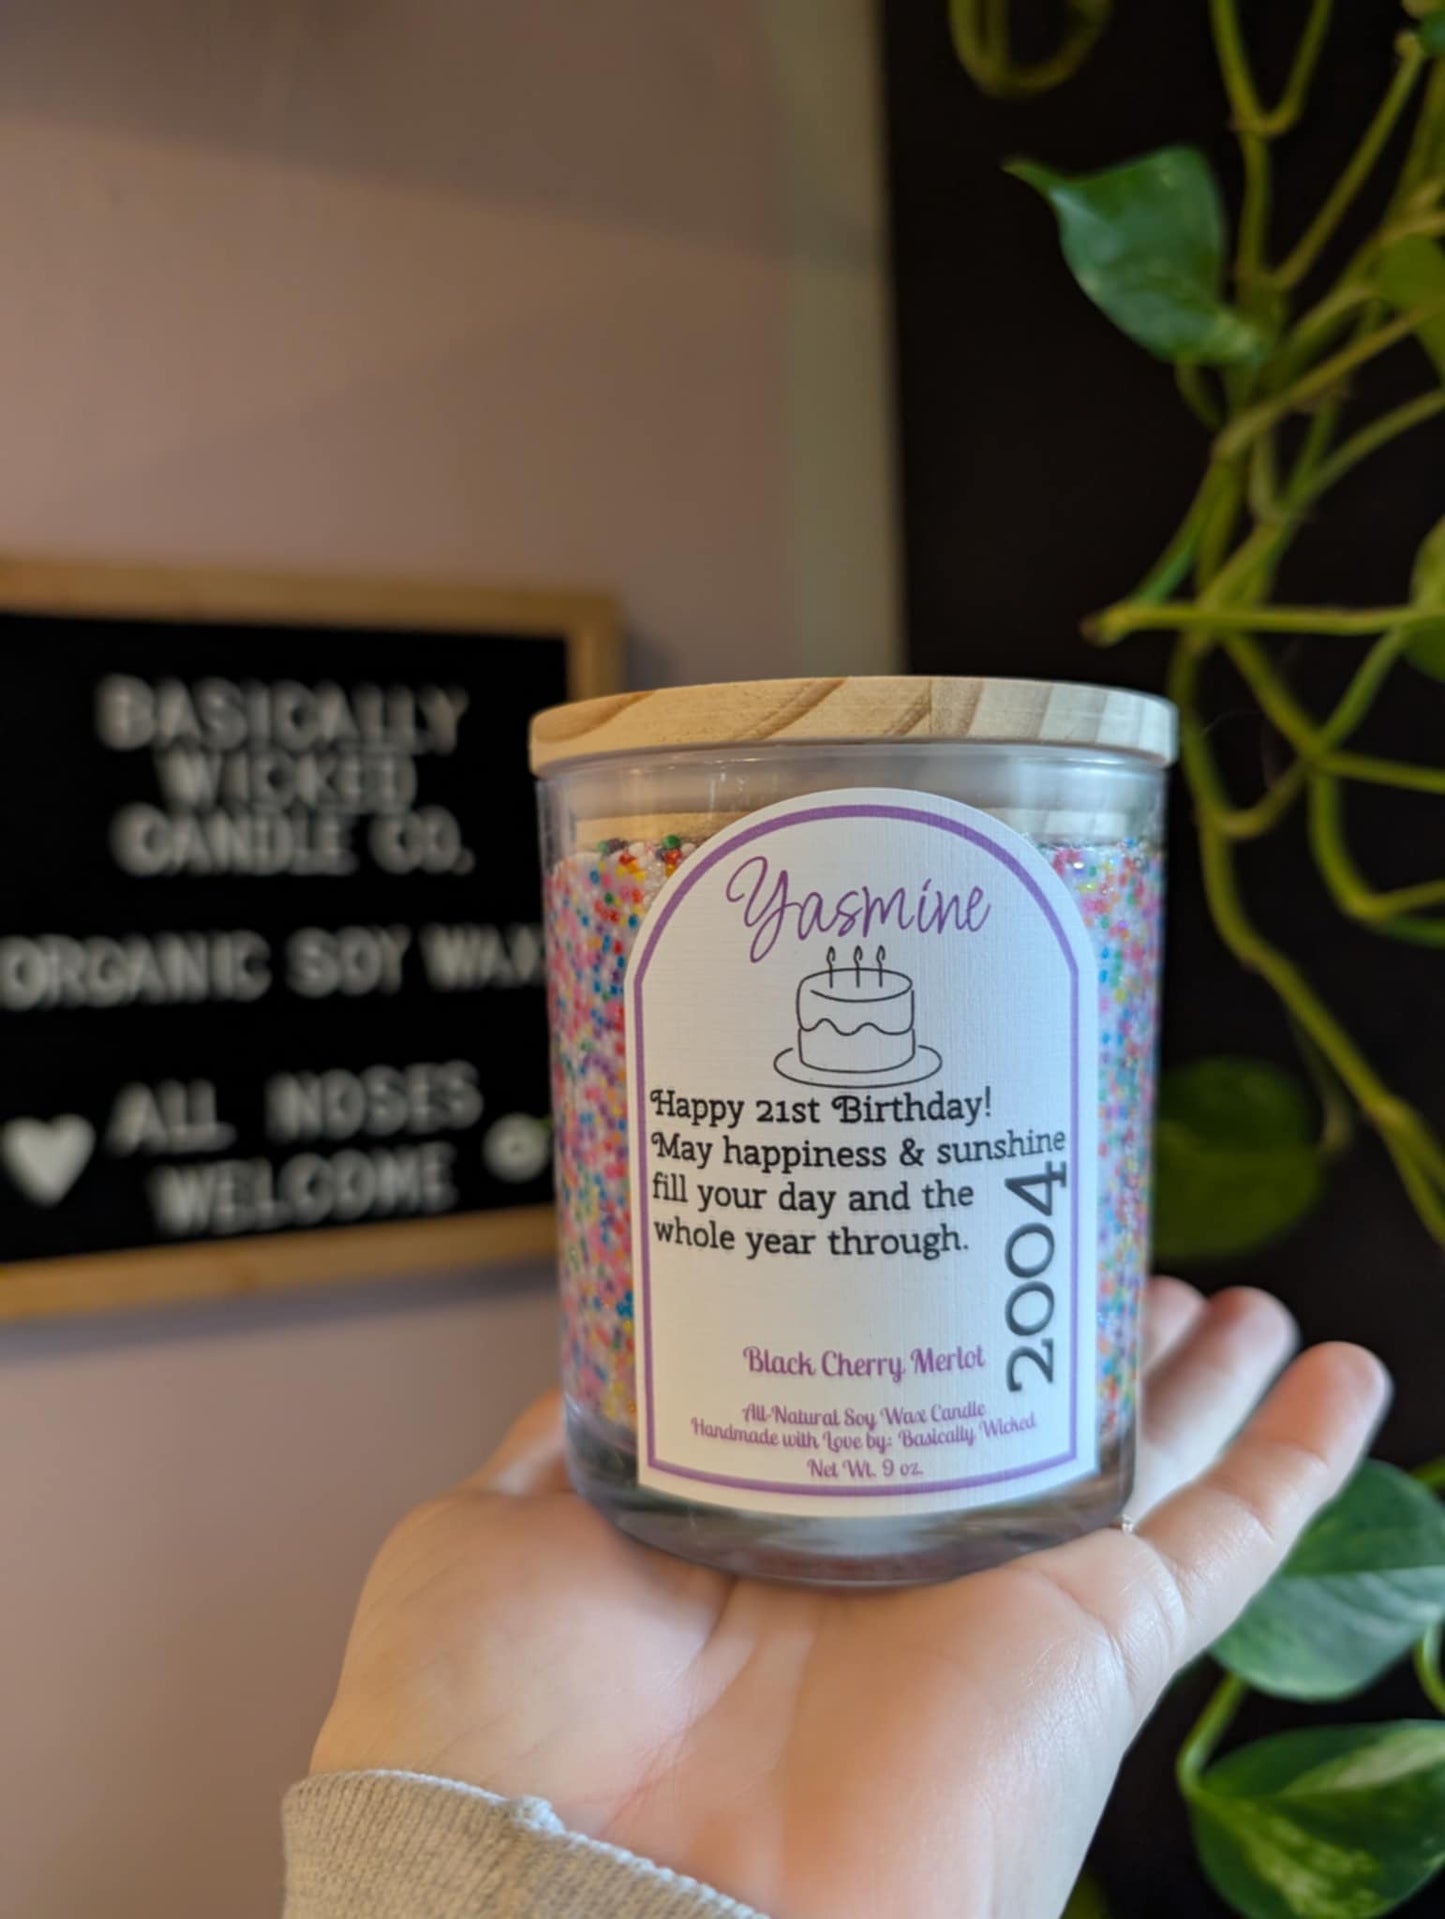 BASICALLY
WICKED
CANDLE CO.
ORGANIC SOY WAX
ALL NOSES
WELCOME
Yasmine
Happy 21st Birthday!
May happiness & sunshine
fill your day and the
whole year through.
2004
Black Cherry Merlot
All-Natural Soy Wax Candle
Handmade with Love by: Basically Wicked
Net Wt. 9 oz.